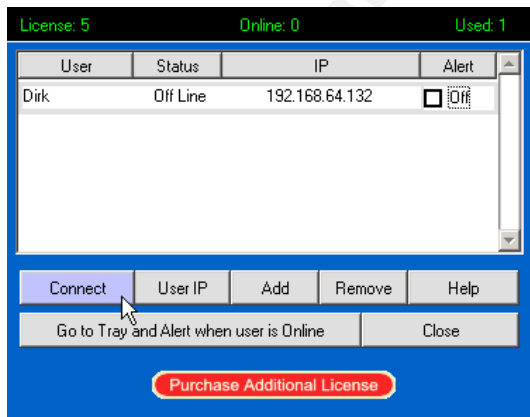 License: 5 Online: 0 Used: 1
User Status IP Alert
Dirk Off Line 192.168.64.132 Off
Connect User IP Add Remove Help
Go to Tray and Alert when user is Online Close
Purchase Additional License